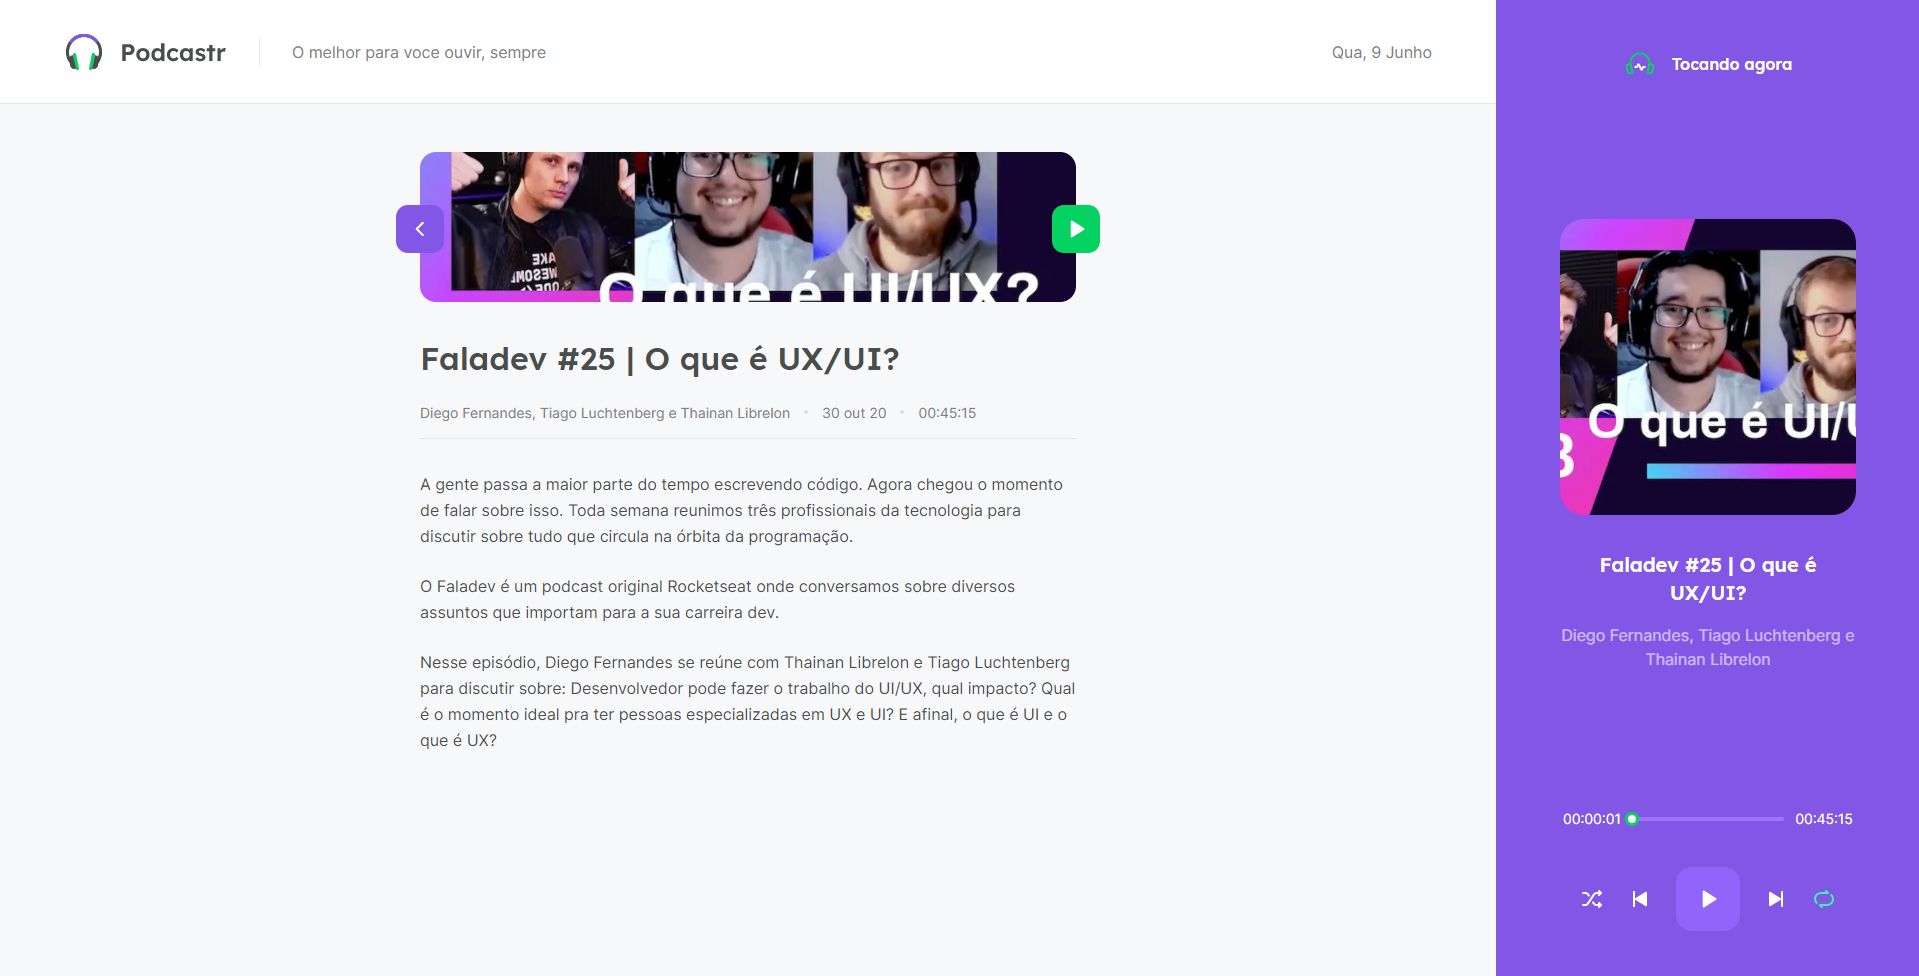 Podcastr
O melhor para voce ouvir, sempre
Qua, 9 Junho
Tocando agora
O que é UI/UX?
Faladev #25 | O que é UX/UI?
Diego Fernandes, Tiago Luchtenberg e Thainan Librelon • 30 out 20 • 00:45:15
A gente passa a maior parte do tempo escrevendo código. Agora chegou o momento
de falar sobre isso. Toda semana reunimos três profissionais da tecnologia para
discutir sobre tudo que circula na órbita da programação.
O Faladev é um podcast original Rocketseat onde conversamos sobre diversos
assuntos que importam para a sua carreira dev.
Nesse episódio, Diego Fernandes se reúne com Thainan Librelon e Tiago Luchtenberg
para discutir sobre: Desenvolvedor pode fazer o trabalho do UI/UX, qual impacto? Qual
é o momento ideal pra ter pessoas especializadas em UX e UI? E afinal, o que é UI e o
que é UX?
O que é UI/U
Faladev #25 | O que é
UX/UI?
Diego Fernandes, Tiago Luchtenberg e
Thainan Librelon
00:00:01
00:45:15